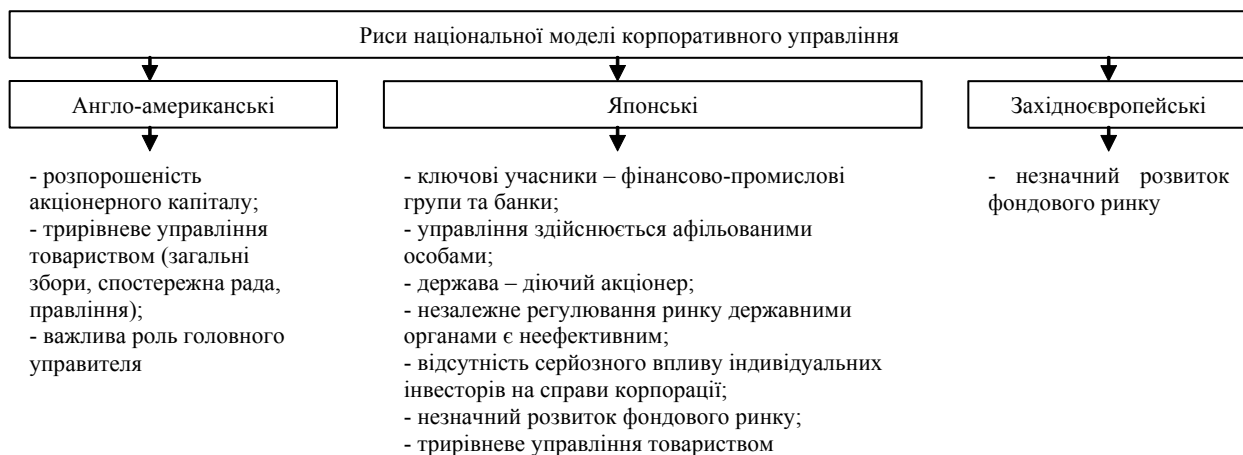 Риси національної моделі корпоративного управління
Англо-американські
Японські
Західноєвропейські
- розпорошеність
акціонерного капіталу;
- трирівневе управління
товариством (загальні
збори, спостережна рада,
правління);
- важлива роль головного
управителя
- ключові учасники – фінансово-промислові
групи та банки;
- управління здійснюється афільованими
особами;
- держава – діючий акціонер;
- незалежне регулювання ринку державними
органами є неефективним;
- відсутність серйозного впливу індивідуальних
інвесторів на справи корпорації;
- незначний розвиток фондового ринку;
- трирівневе управління товариством
- незначний розвиток
фондового ринку